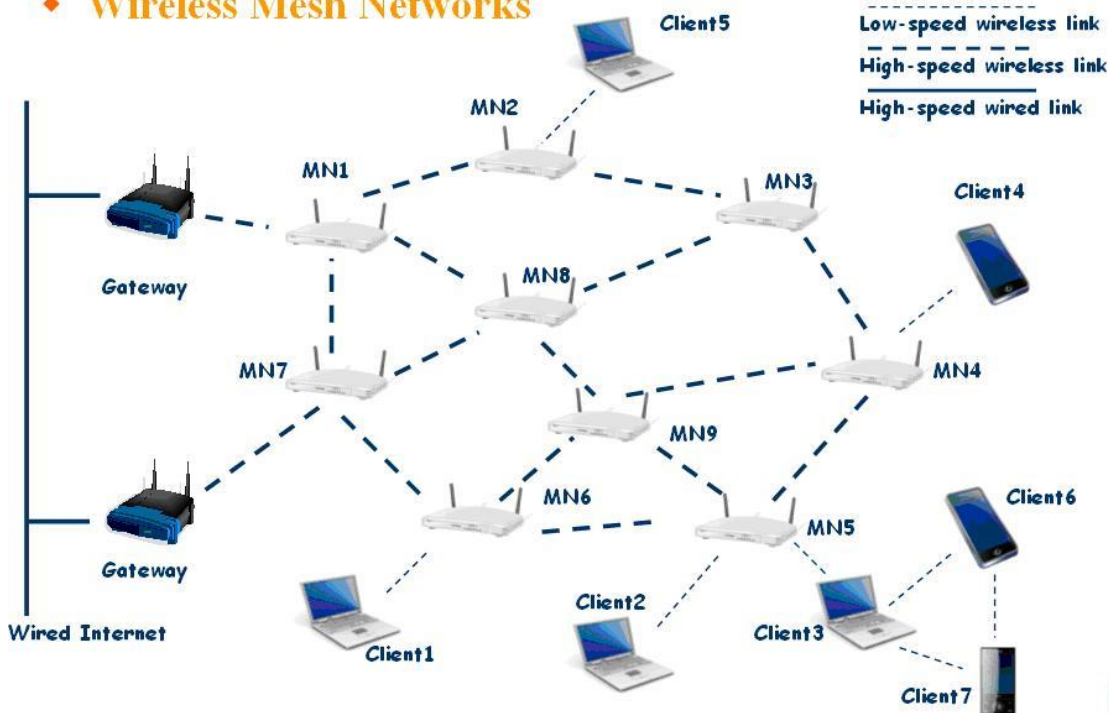 Wireless Mesh Networks
Client5
Low-speed wireless link
High-speed wireless link
High-speed wired link
MN2
MN1
MN3
Client4
Gateway
MN8
MN7
MN4
MN9
MN6
Client6
MN5
Gateway
Client2
Wired Internet
Client3
Client1
Client7